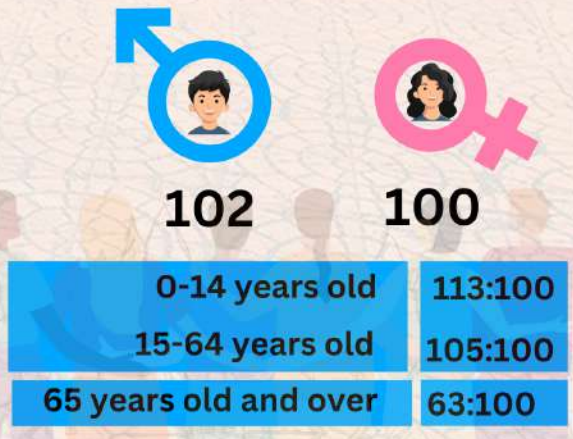 102 100
0-14 years old 113:100
15-64 years old 105:100
65 years old and over 63:100